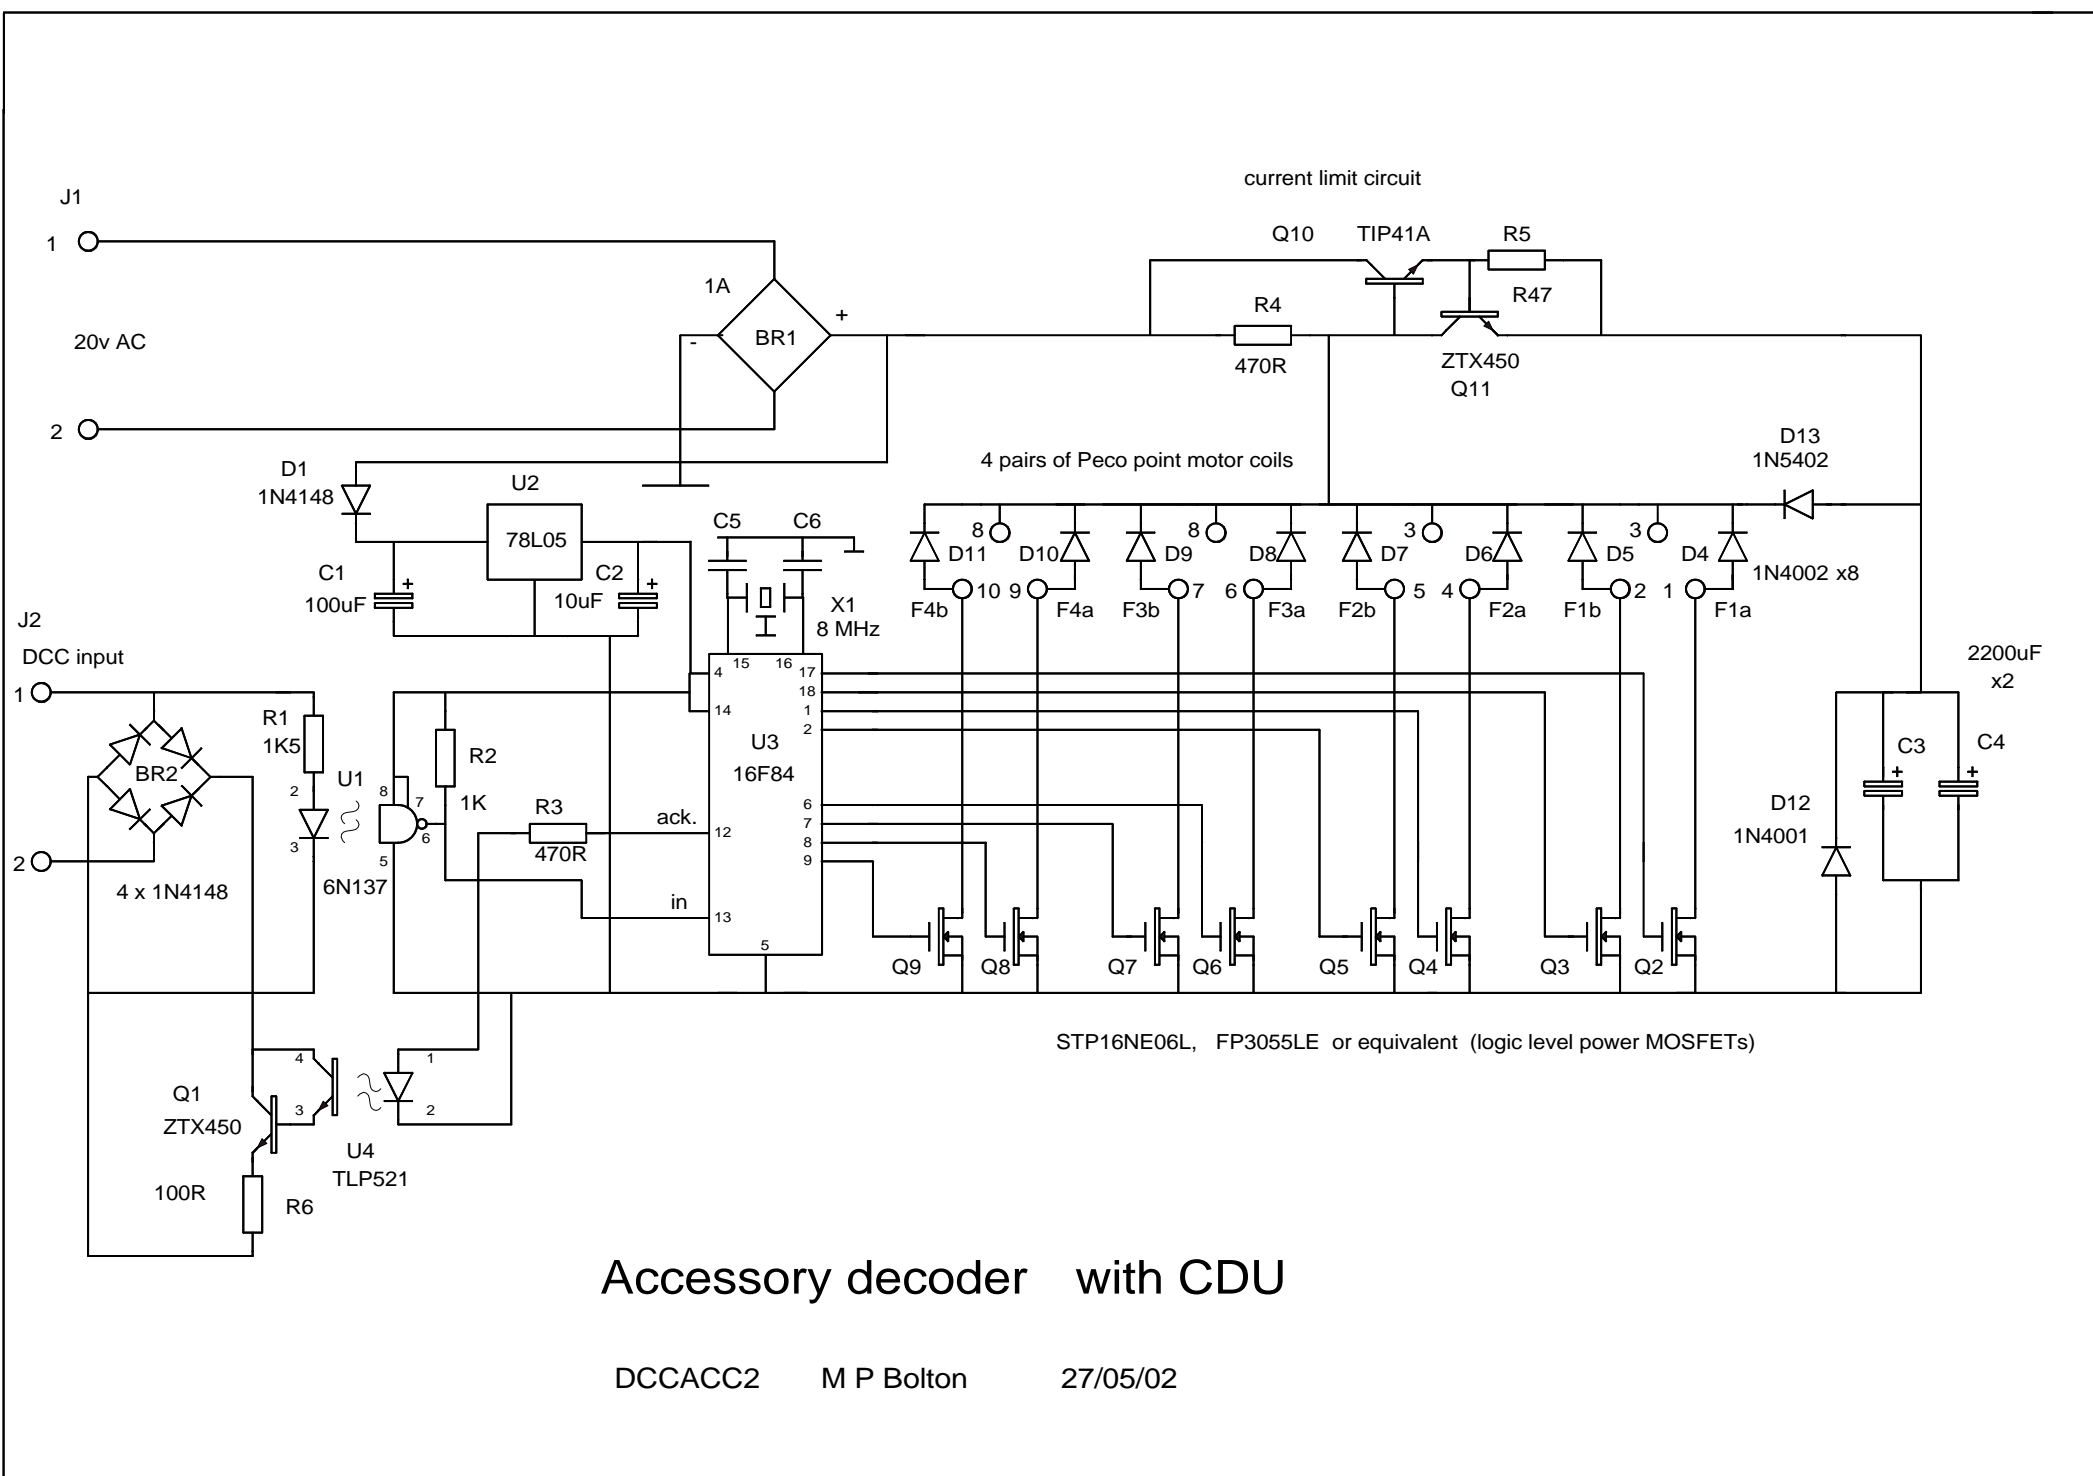 current limit circuit
J1
1
Q10 TIP41A R5
1A
R4
R47
+
-
BR1
20v AC
470R
ZTX450
Q11
2
D13
1N5402
4 pairs of Peco point motor coils
D1
1N4148
U2
C5 C6
78L05
8 8 3 3
D11 D10 D9 D8 D7 D6 D5 D4
1N4002 x8
C1
100uF
+
C2
10uF
+
10 9 7 6 5 4 2 1
F4b F4a F3b F3a F2b F2a F1b F1a
X1
8 MHz
J2
DCC input
1
2200uF
x2
15 16
4
14
17
18
1
2
R1
1K5
U3
16F84
R2
1K
C3
+
C4
+
BR2
U1
2
3
8
7
6
5
R3
470R
ack.
12
6
7
8
9
D12
1N4001
2
4 x 1N4148
6N137
in
13
5
Q9 Q8 Q7 Q6 Q5 Q4 Q3 Q2
STP16NE06L, FP3055LE or equivalent (logic level power MOSFETs)
4
1
Q1
ZTX450
3
2
U4
TLP521
100R
R6
Accessory decoder with CDU
DCCACC2 M P Bolton 27/05/02